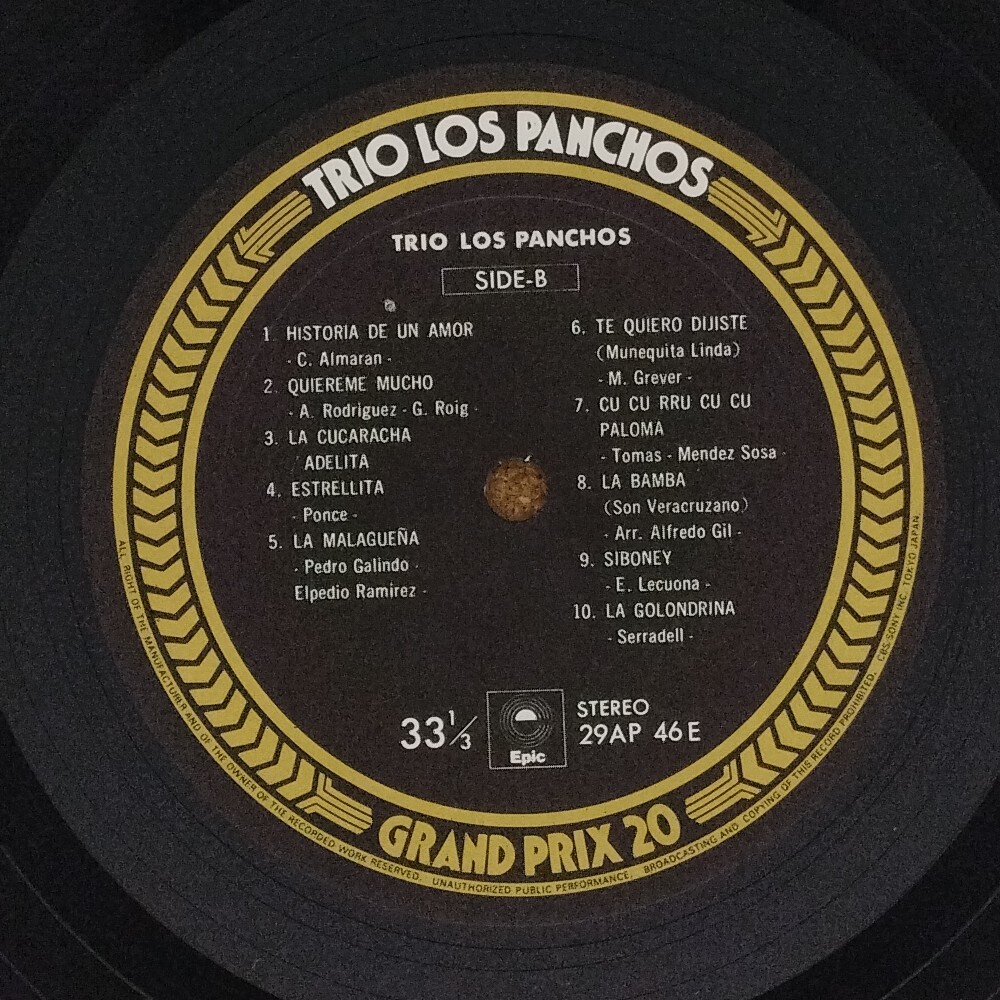 TRIO LOS PANCHOS
TRIO LOS PANCHOS
SIDE-B
1. HISTORIA DE UN AMOR
- C. Almaran -
2. QUIEREME MUCHO
- A. Rodriguez - G. Roig -
3. LA CUCARACHA
ADELITA
4. ESTRELLITA
- Ponce -
5. LA MALAGUEÑA
- Pedro Galindo -
Elpedio Ramirez -
6. TE QUIERO DIJISTE
(Munequita Linda)
- M. Grever -
7. CU CU RRU CU CU
PALOMA
- Tomas - Mendez Sosa -
8. LA BAMBA
(Son Veracruzano)
- Arr. Alfredo Gil -
9. SIBONEY
- E. Lecuona -
10. LA GOLONDRINA
- Serradell -
33 1/3
Epic
STEREO
29AP 46E
GRAND PRIX 20
ALL RIGHT OF THE MANUFACTURER AND OF THE OWNER OF THE RECORDED WORK RESERVED. UNAUTHORIZED PUBLIC PERFORMANCE, BROADCASTING AND COPYING OF THIS RECORD PROHIBITED. CBS/SONY INC. TOKYO JAPAN.